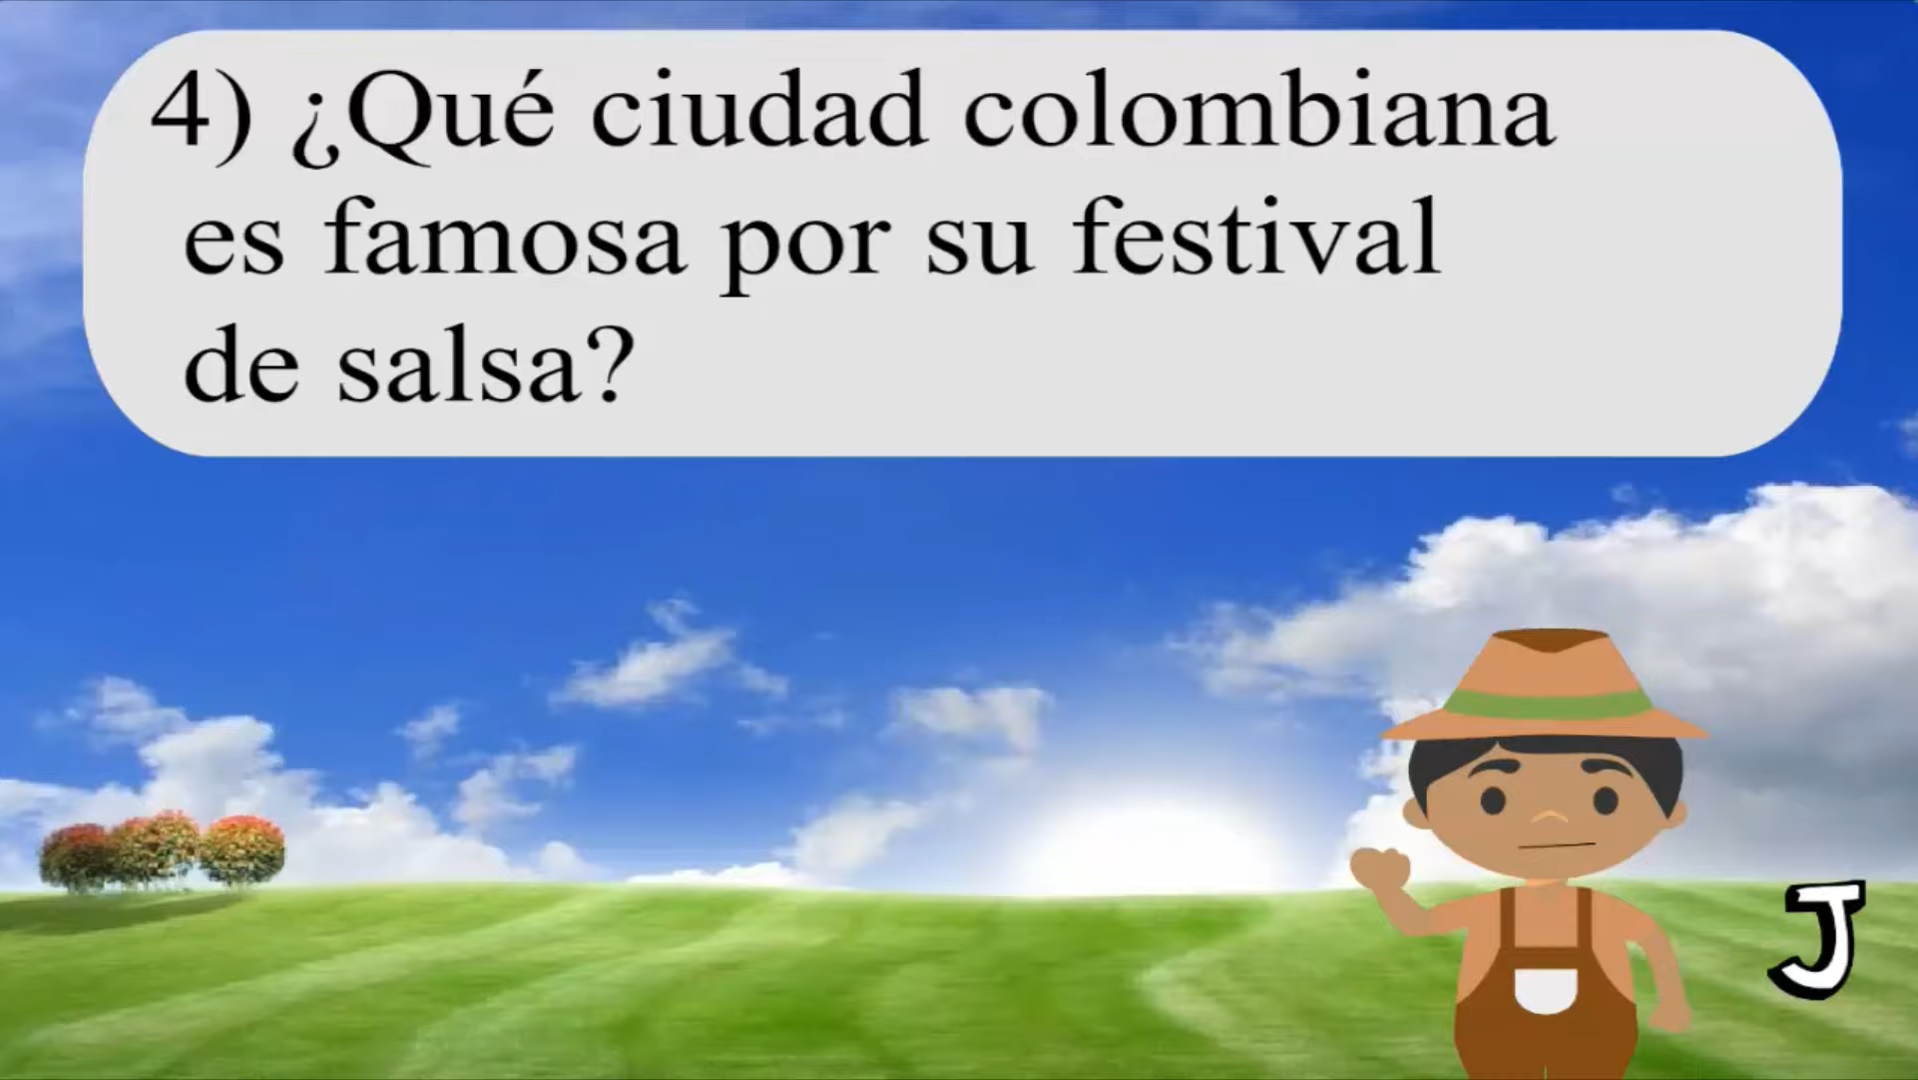 4) ¿Qué ciudad colombiana
es famosa por su festival
de salsa?
J